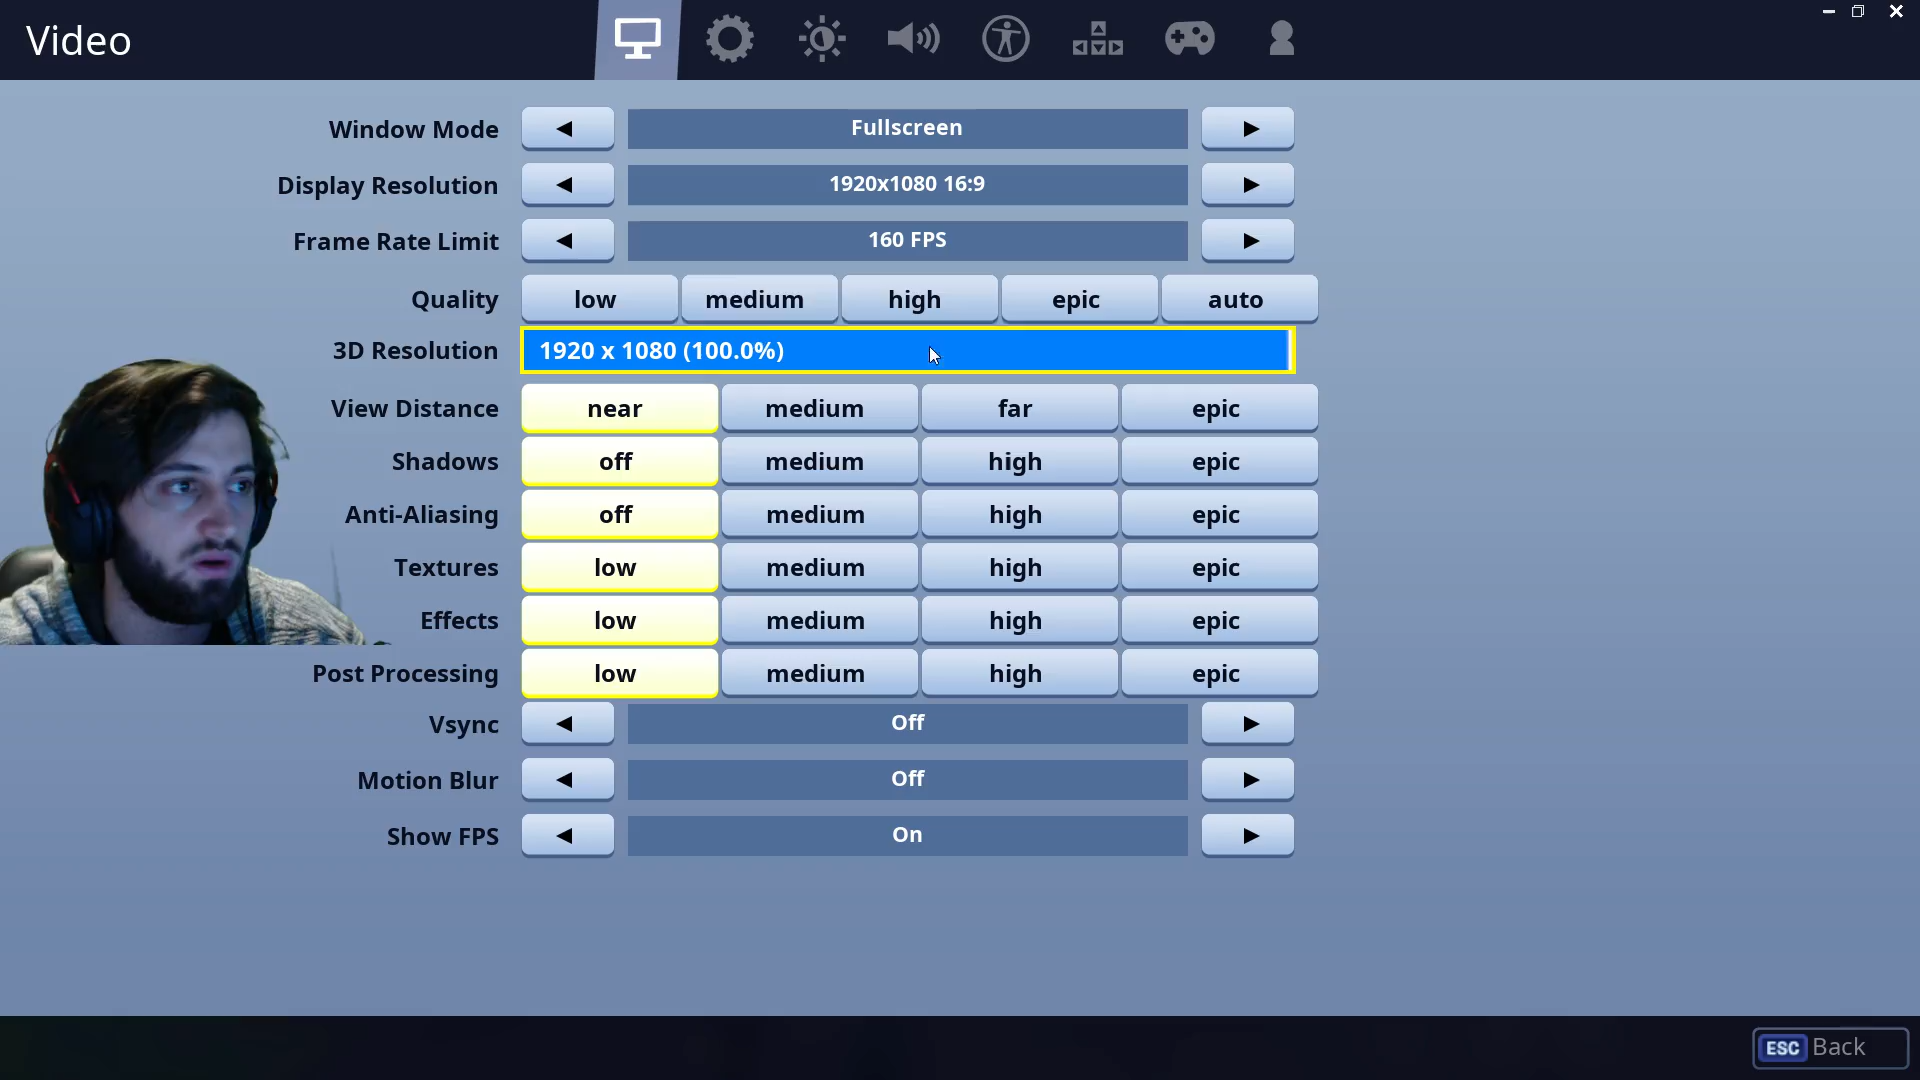 Video
Window Mode Fullscreen
Display Resolution 1920x1080 16:9
Frame Rate Limit 160 FPS
Quality low medium high epic auto
3D Resolution 1920 x 1080 (100.0%)
View Distance near medium far epic
Shadows off medium high epic
Anti-Aliasing off medium high epic
Textures low medium high epic
Effects low medium high epic
Post Processing low medium high epic
Vsync Off
Motion Blur Off
Show FPS On
ESC Back